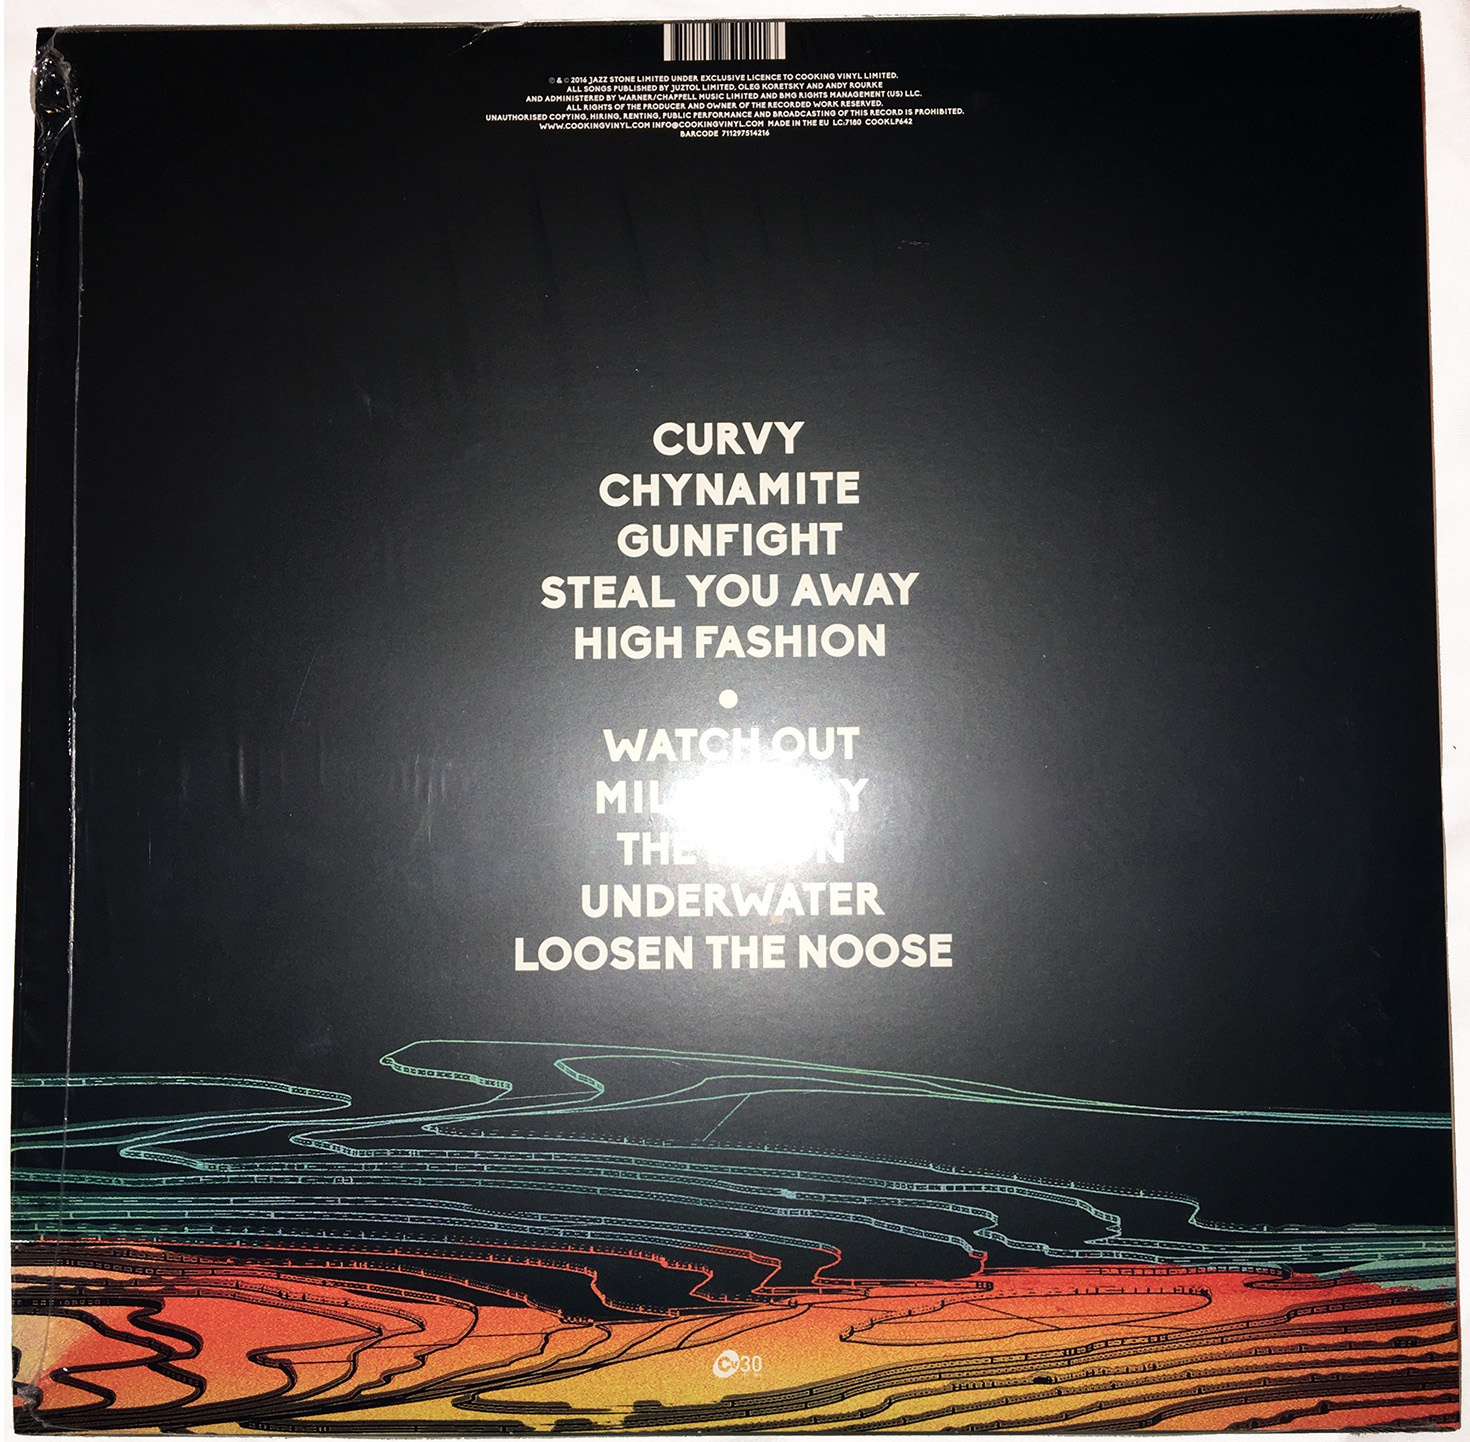 ℗ & © 2016 JAZZ STONE LIMITED UNDER EXCLUSIVE LICENCE TO COOKING VINYL LIMITED.
ALL SONGS PUBLISHED BY JUZTOL LIMITED, OLEG KORETSKY AND ANDY ROURKE
AND ADMINISTERED BY WARNER/CHAPPELL MUSIC LIMITED AND BMG RIGHTS MANAGEMENT (US) LLC.
ALL RIGHTS OF THE PRODUCER AND OWNER OF THE RECORDED WORK RESERVED.
UNAUTHORISED COPYING, HIRING, RENTING, PUBLIC PERFORMANCE AND BROADCASTING OF THIS RECORD IS PROHIBITED.
WWW.COOKINGVINYL.COM INFO@COOKINGVINYL.COM MADE IN THE EU LC:7180 COOKLP642
BARCODE 711297514216
CURVY
CHYNAMITE
GUNFIGHT
STEAL YOU AWAY
HIGH FASHION
WATCH OUT
THE
UNDERWATER
LOOSEN THE NOOSE
CV30